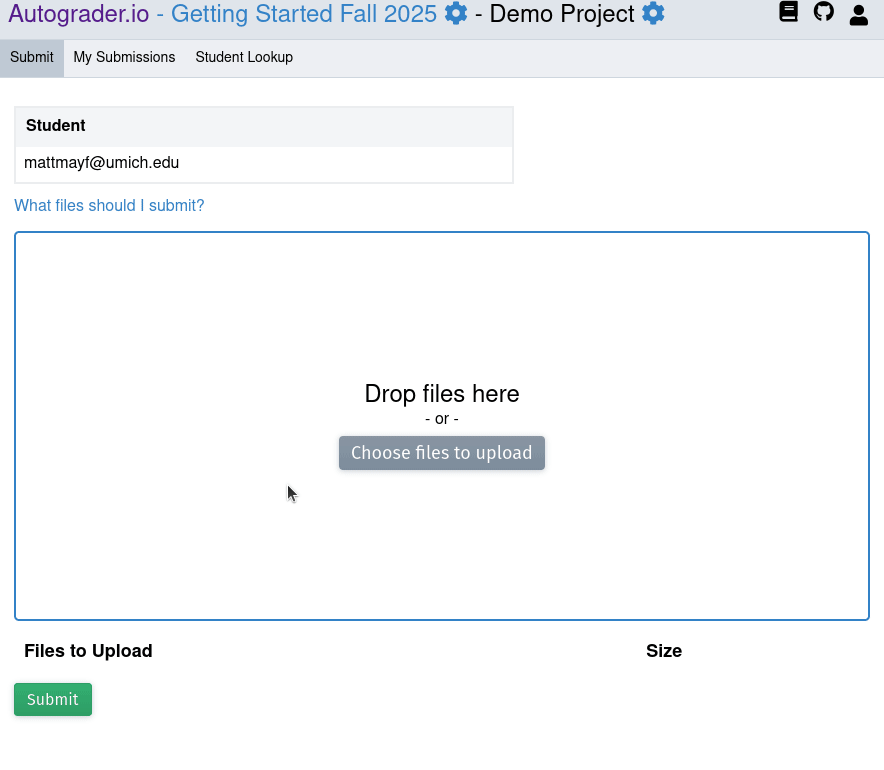 Autograder.io - Getting Started Fall 2025 - Demo Project
Submit My Submissions Student Lookup
Student
mattmayf@umich.edu
What files should I submit?
Drop files here
- or -
Choose files to upload
Files to Upload Size
Submit